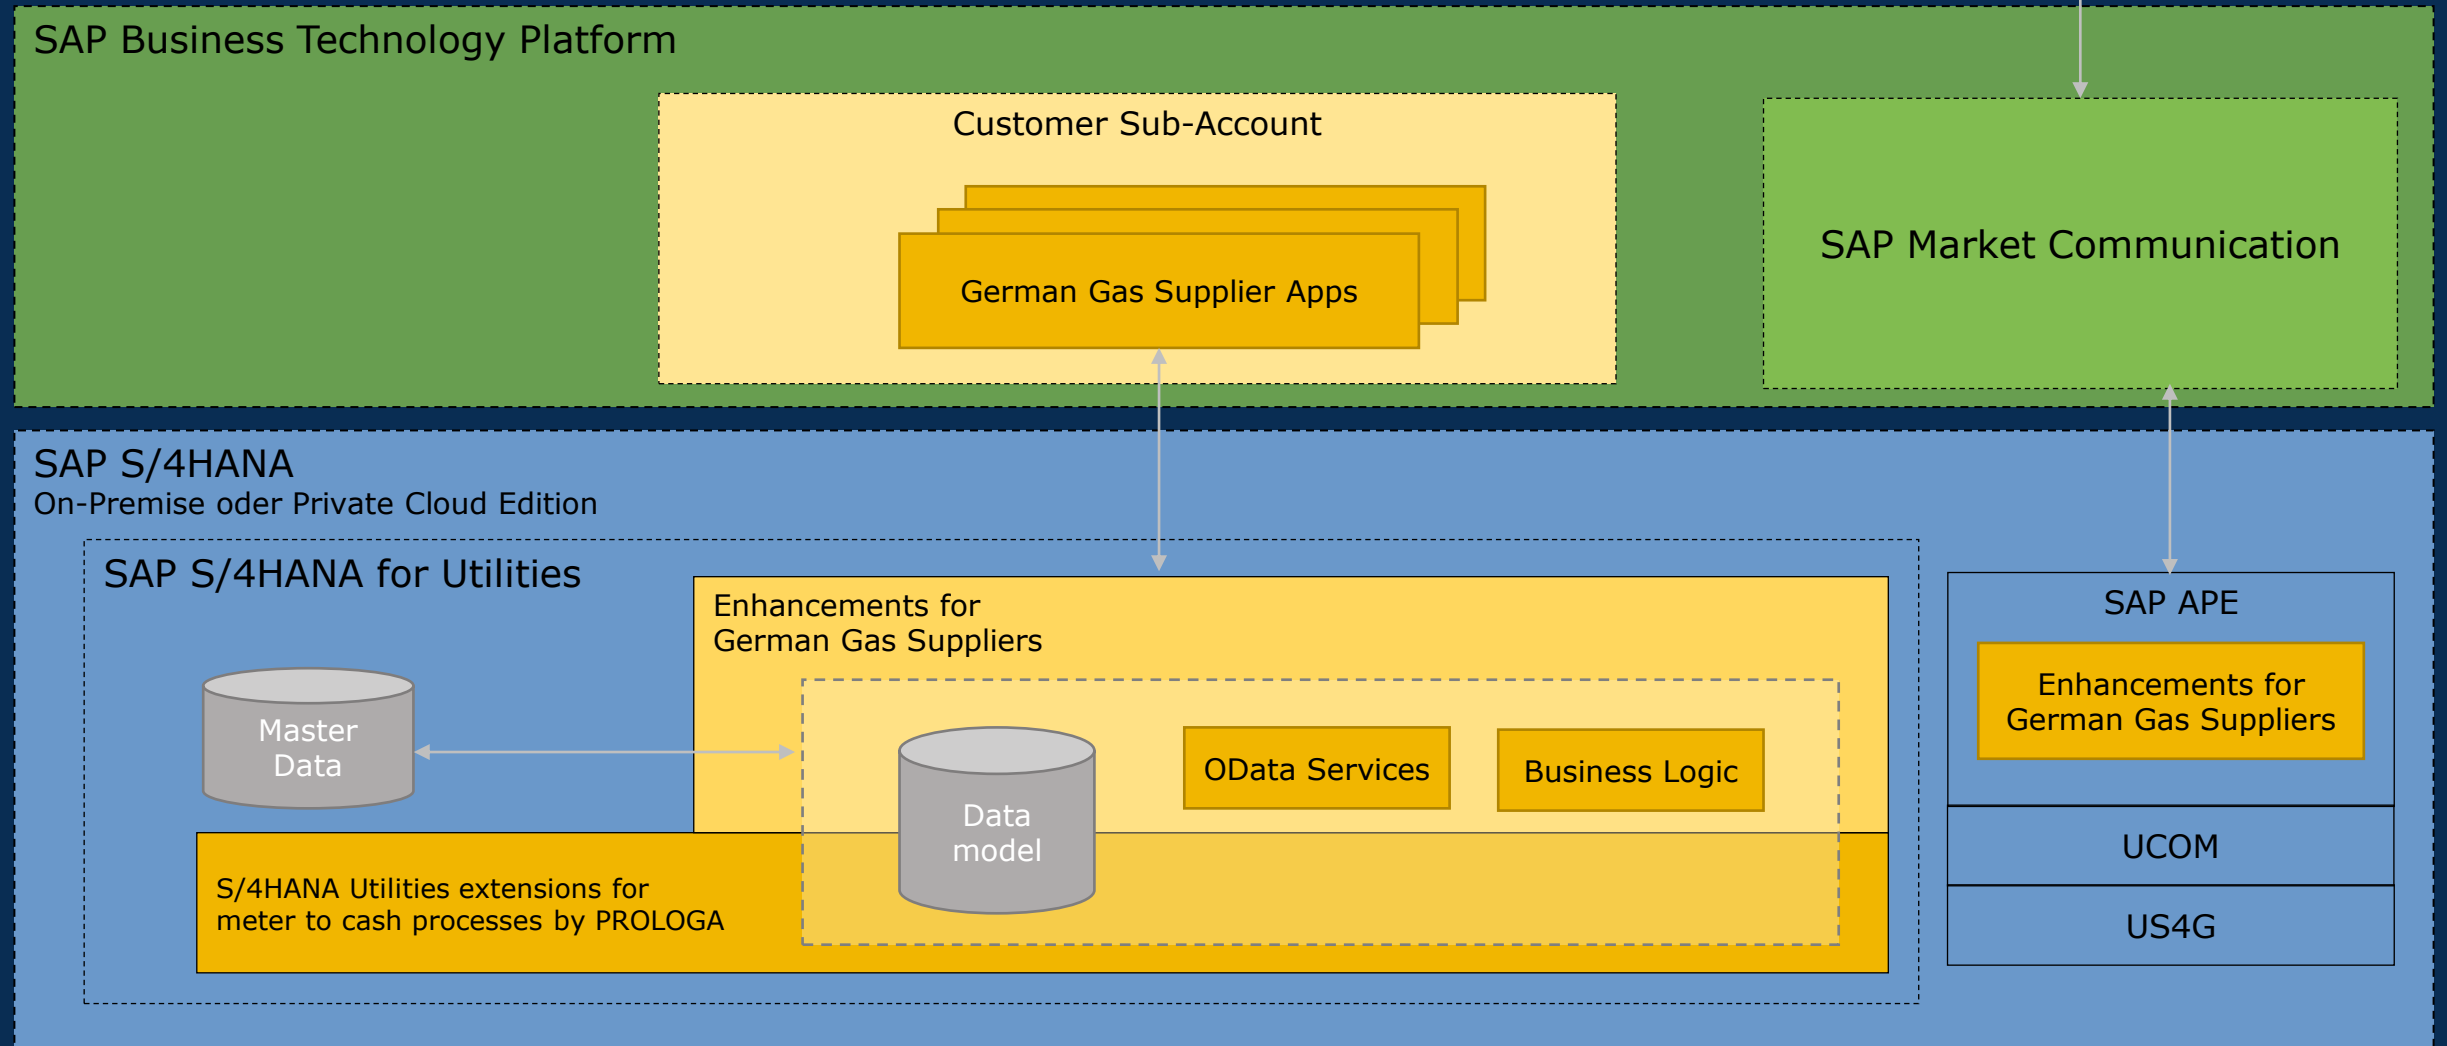 SAP Business Technology Platform
Customer Sub-Account
German Gas Supplier Apps
SAP Market Communication
SAP S/4HANA
On-Premise oder Private Cloud Edition
SAP S/4HANA for Utilities
Enhancements for
German Gas Suppliers
Master
Data
Data
model
OData Services
Business Logic
S/4HANA Utilities extensions for
meter to cash processes by PROLOGA
SAP APE
Enhancements for
German Gas Suppliers
UCOM
US4G